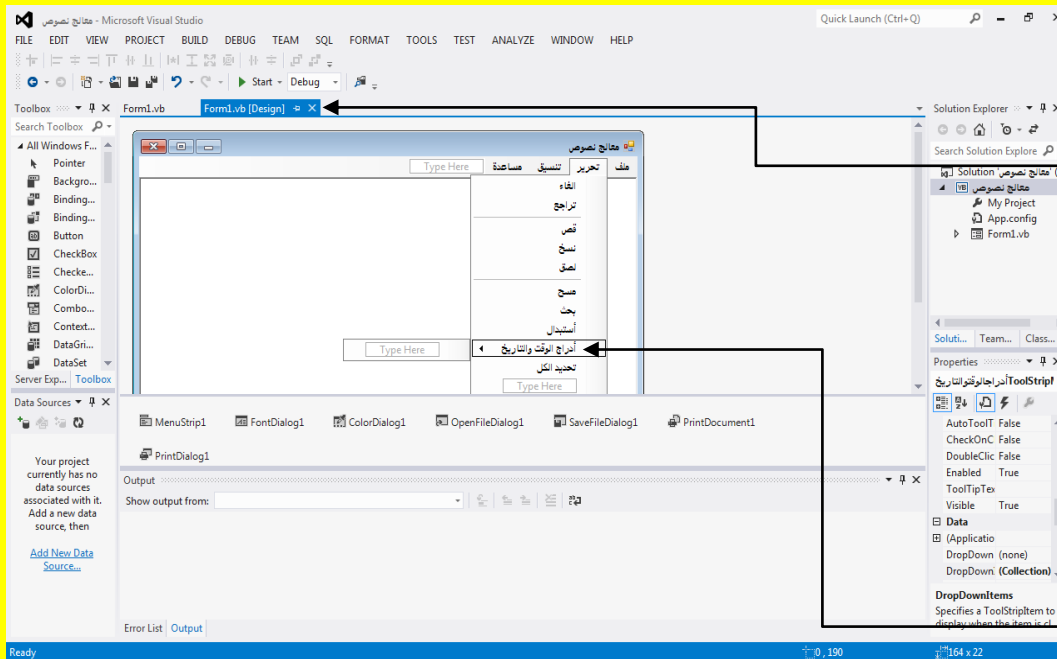 معالج نصوص - Microsoft Visual Studio
Quick Launch (Ctrl+Q)
FILE EDIT VIEW PROJECT BUILD DEBUG TEAM SQL FORMAT TOOLS TEST ANALYZE WINDOW HELP
Start Debug
Toolbox
Form1.vb
Form1.vb [Design]
Solution Explorer
Search Toolbox
All Windows F...
Pointer
Backgro...
Binding...
Binding...
Button
CheckBox
Checke...
ColorDi...
Combo...
Context...
DataGri...
DataSet
Server Exp... Toolbox
معالج نصوص
ملف تحرير تنسيق مساعدة Type Here
الغاء
تراجع
قص
نسخ
لصق
مسح
بحث
أستبدال
أدراج الوقت والتاريخ Type Here
تحديد الكل
Type Here
Search Solution Explore
Solution 'معالج نصوص' (
معالج نصوص
My Project
App.config
Form1.vb
Soluti... Team... Class...
Properties
أدراجالوقتوالتاريخToolStripM
AutoToolT False
CheckOnC False
DoubleClic False
Enabled True
ToolTipTex
Visible True
Data
(Applicatio
DropDown (none)
DropDown (Collection)
DropDownItems
Specifies a ToolStripItem to
display when the item is cl
Data Sources
Your project
currently has no
data sources
associated with it.
Add a new data
source, then
Add New Data
Source...
MenuStrip1 FontDialog1 ColorDialog1 OpenFileDialog1 SaveFileDialog1 PrintDocument1
PrintDialog1
Output
Show output from:
Error List Output
Ready
0 , 190
164 x 22